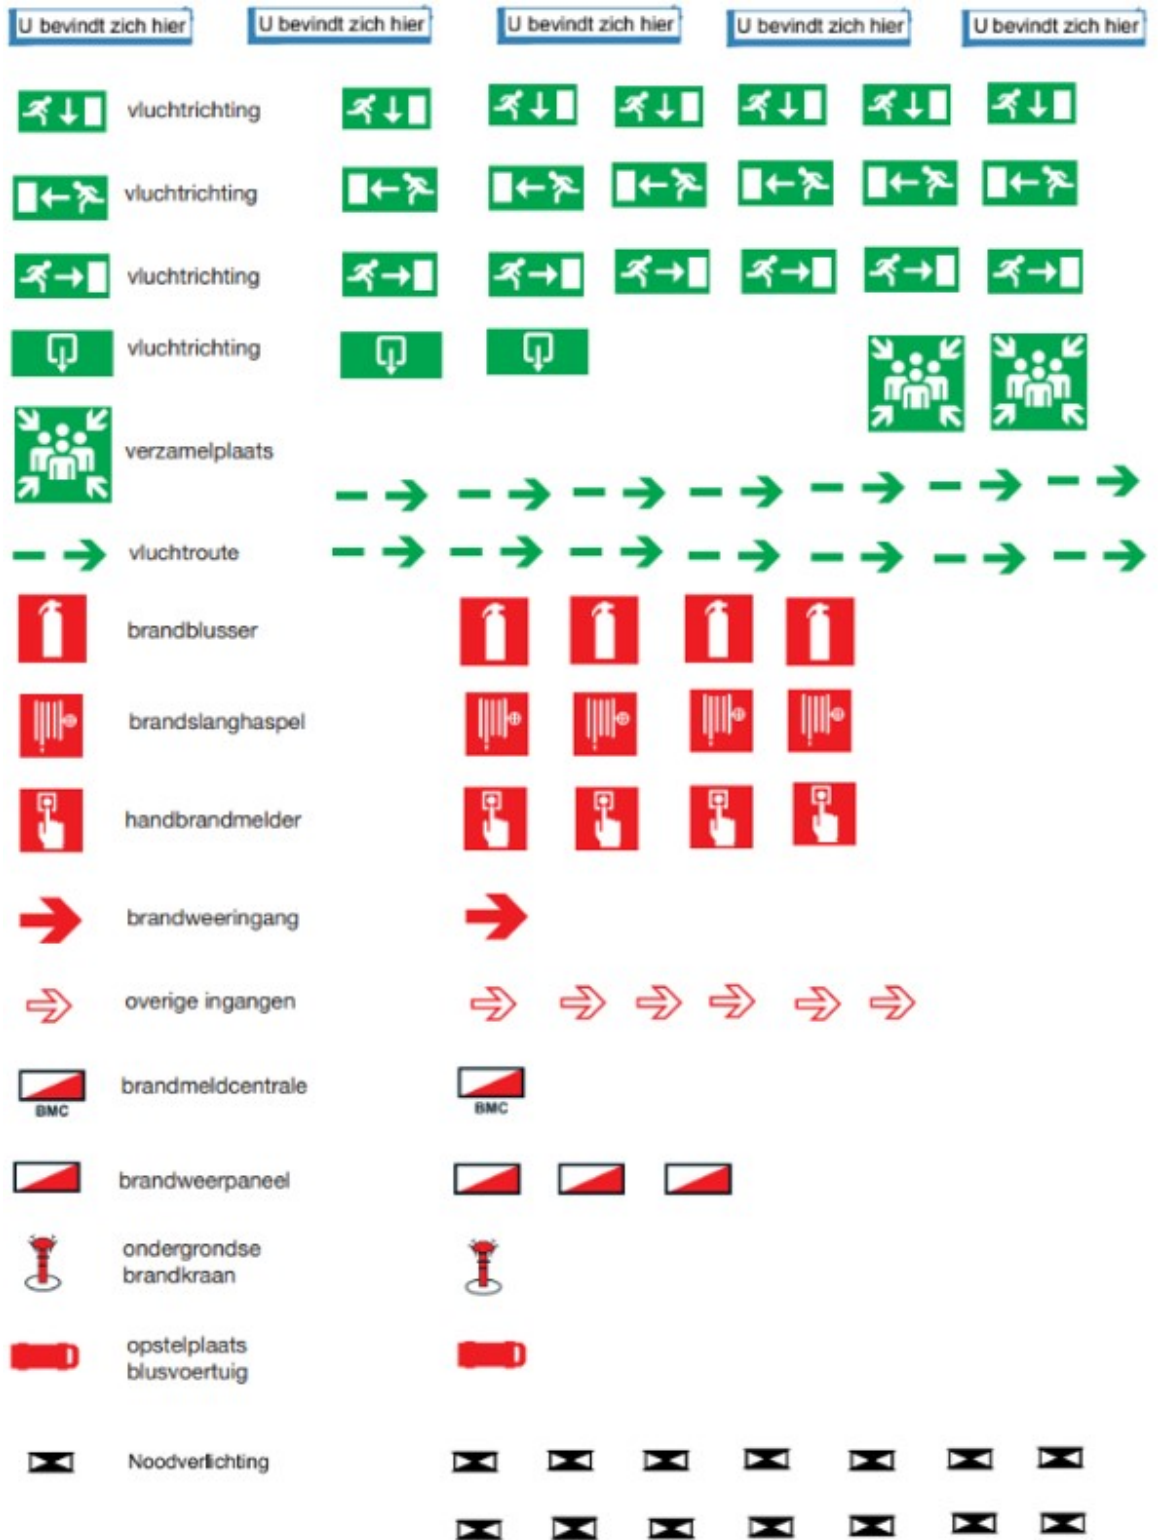 U bevindt zich hier U bevindt zich hier U bevindt zich hier U bevindt zich hier U bevindt zich hier
vluchtrichting
vluchtrichting
vluchtrichting
vluchtrichting
verzamelplaats
vluchtroute
brandblusser
brandslanghaspel
handbrandmelder
brandweeringang
overige ingangen
brandmeldcentrale
BMC BMC
brandweerpaneel
ondergrondse
brandkraan
opstelplaats
blusvoertuig
Noodverlichting